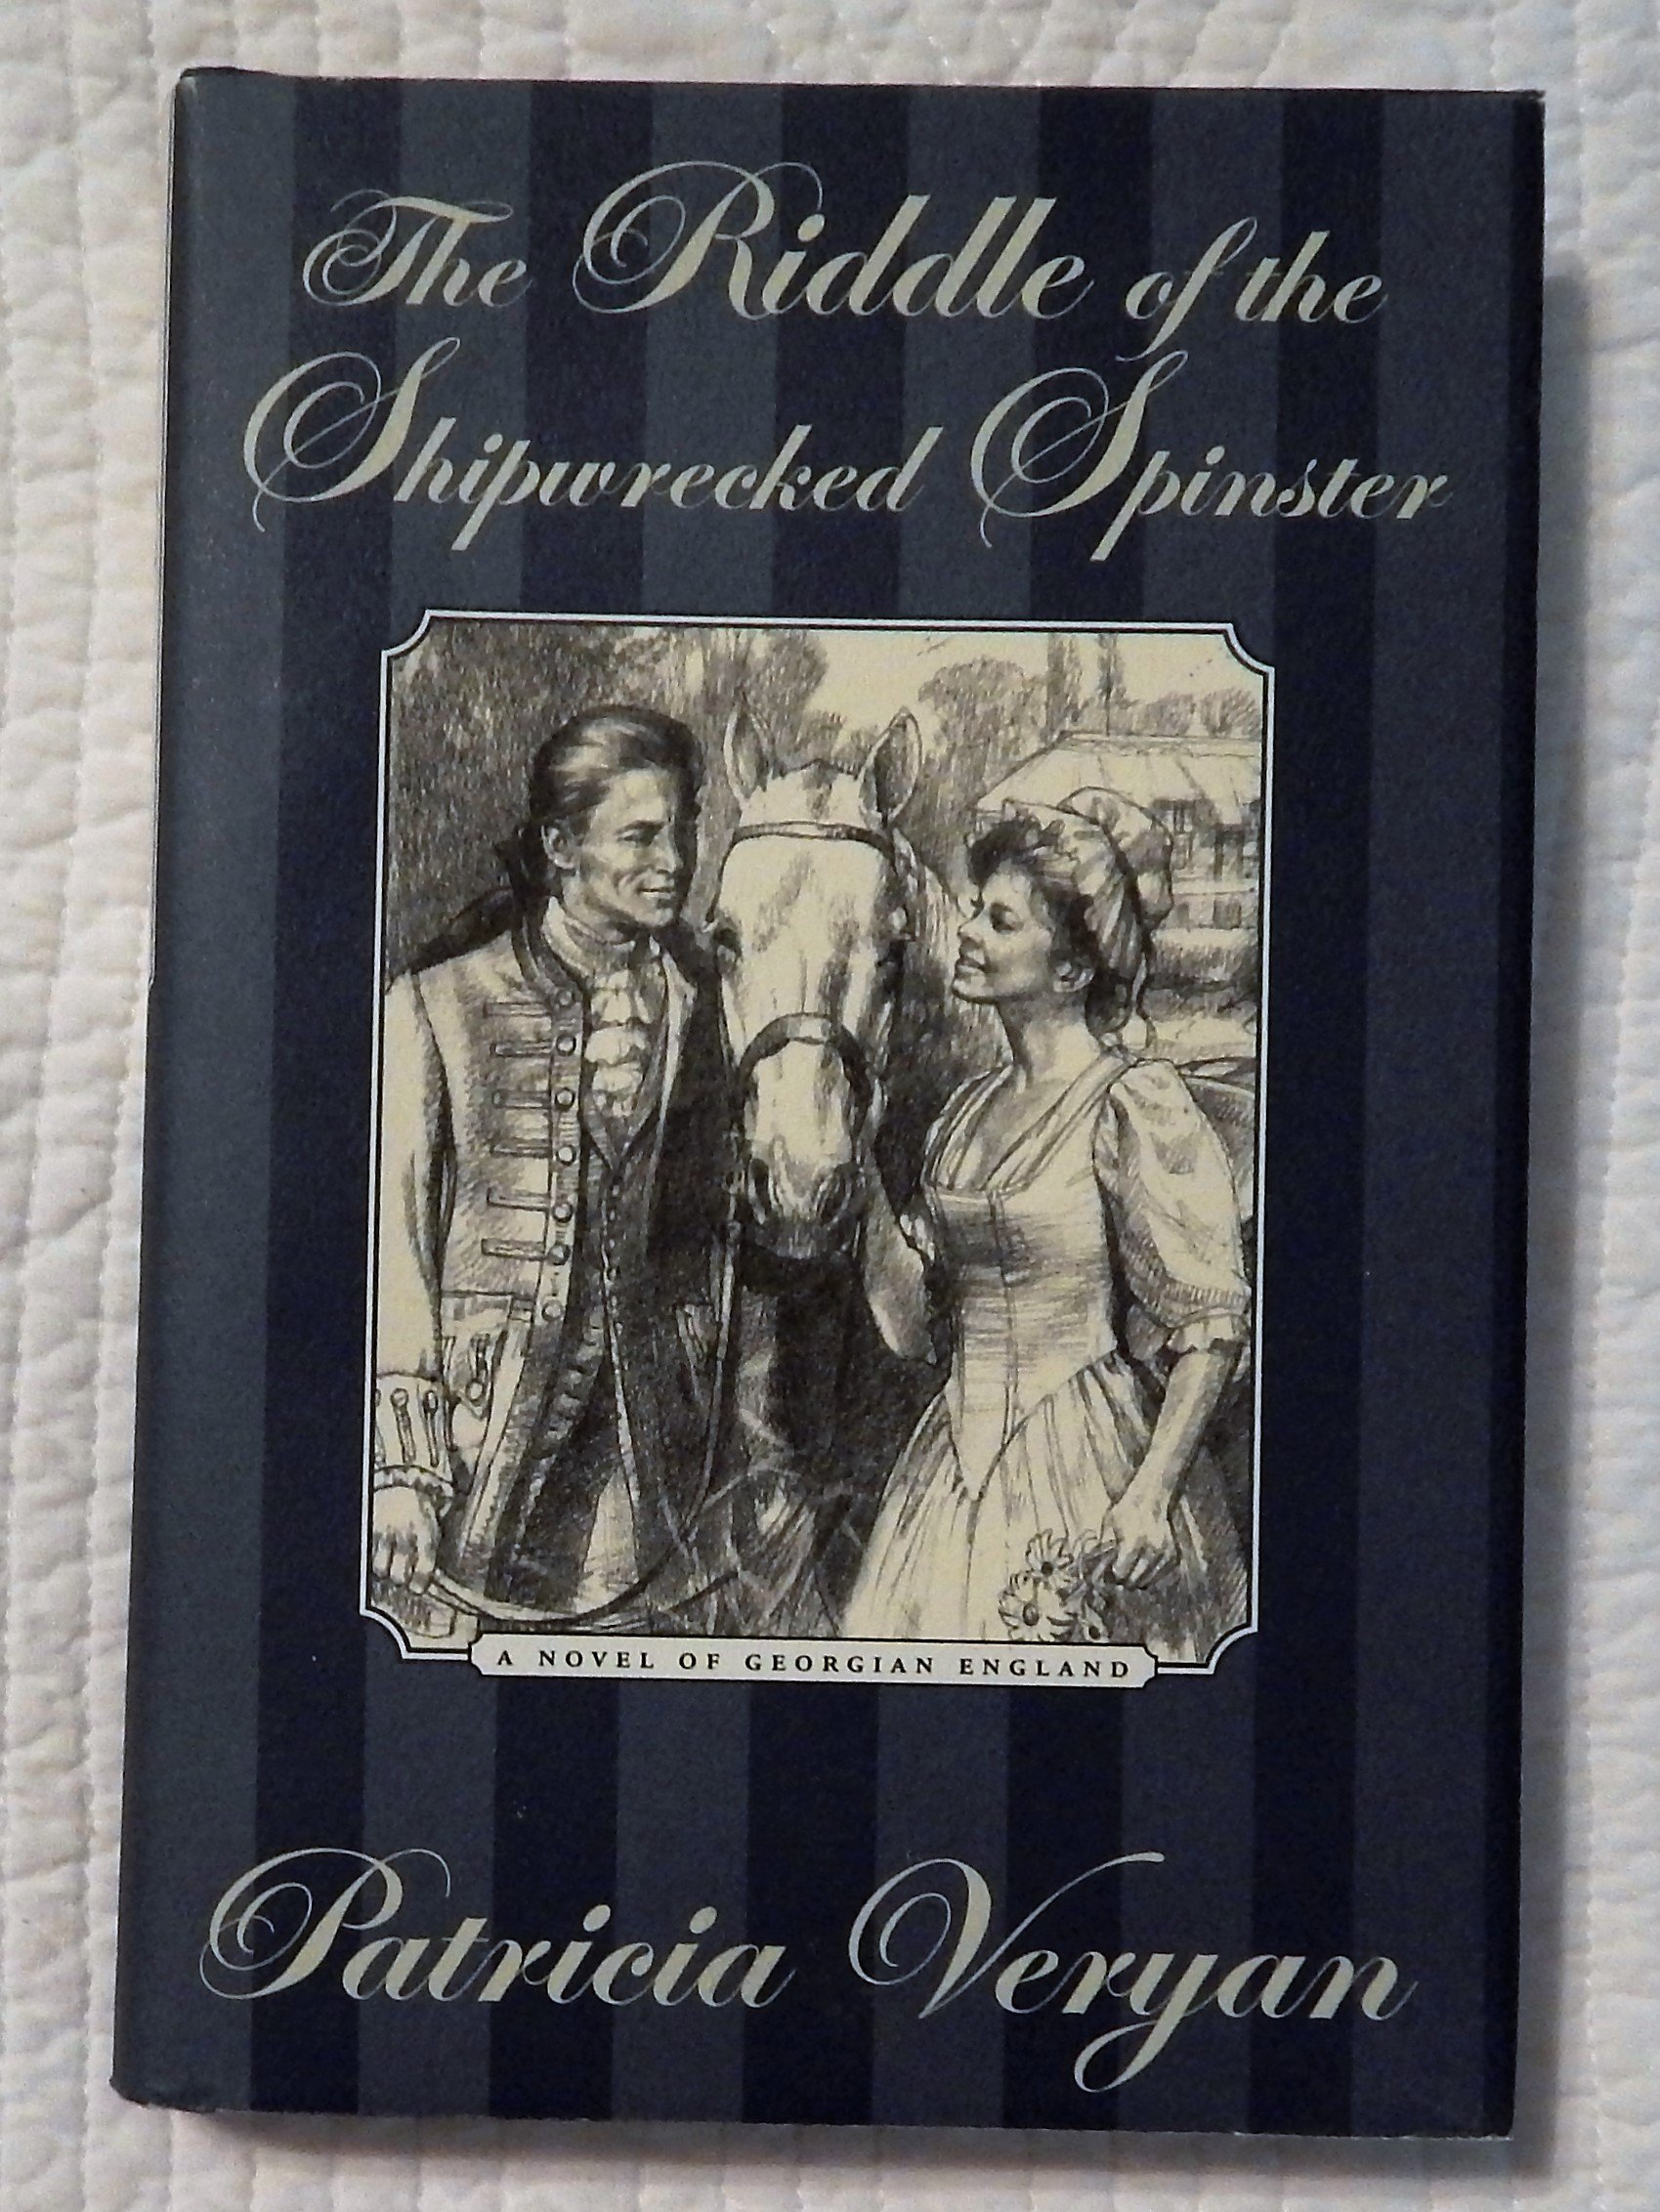 The Riddle of the
Shipwrecked Spinster
A NOVEL OF GEORGIAN ENGLAND
Patricia Veryan